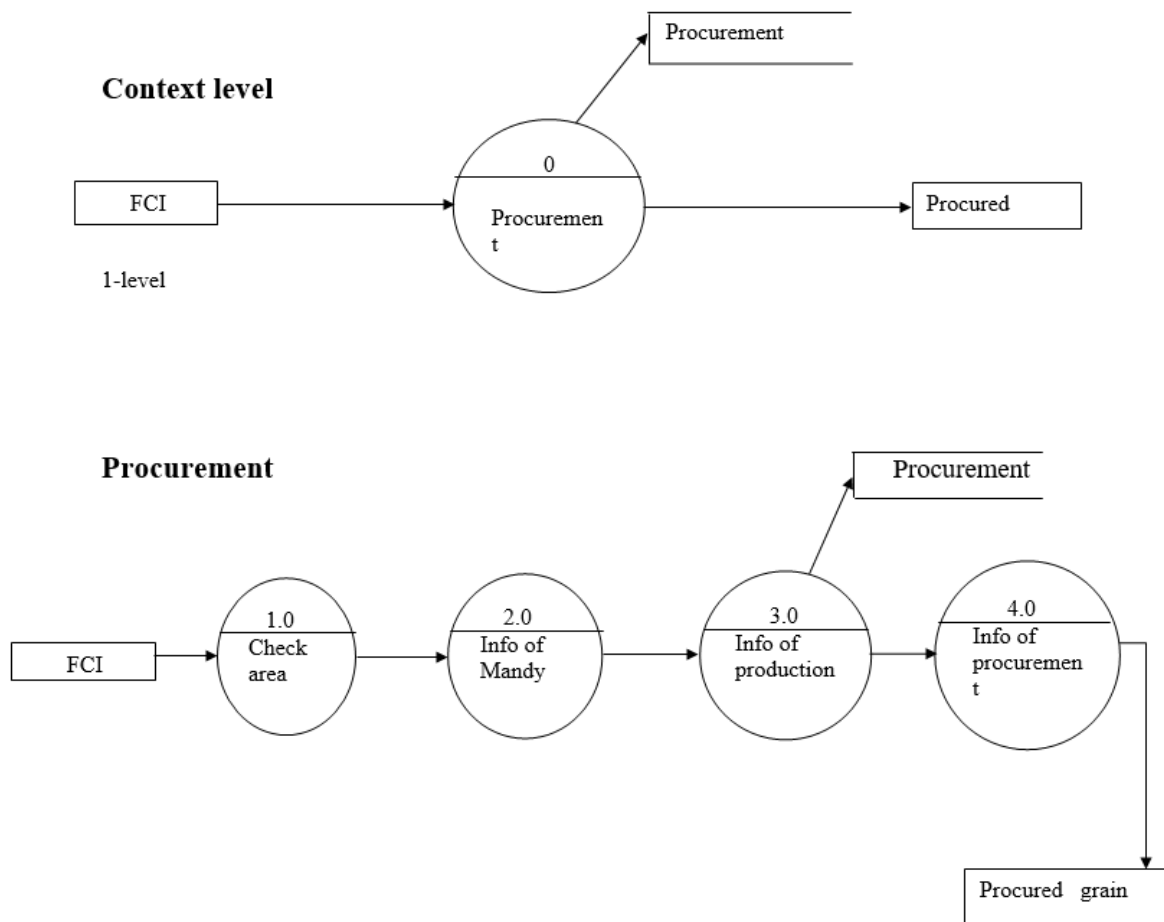 Procurement
Context level
0
FCI
Procuremen
t
Procured
1-level
Procurement
Procurement
1.0
Check
area
2.0
Info of
Mandy
3.0
Info of
production
4.0
Info of
procuremen
t
FCI
Procured grain